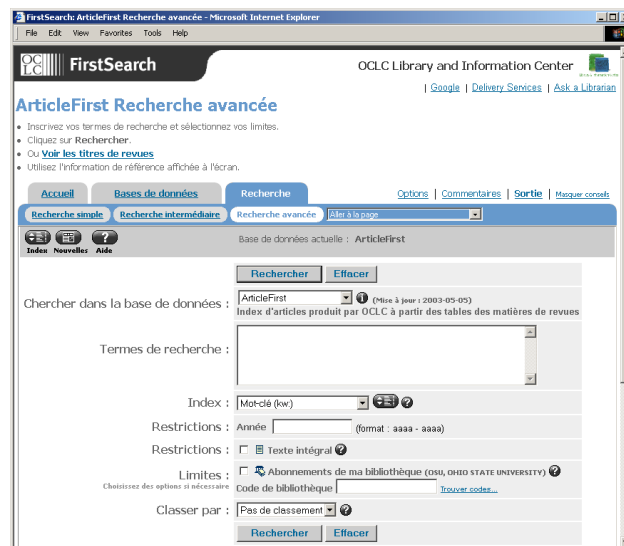 FirstSearch: ArticleFirst Recherche avancée - Microsoft Internet Explorer
File Edit View Favorites Tools Help
OCLC FirstSearch OCLC Library and Information Center
| Google | Delivery Services | Ask a Librarian
ArticleFirst Recherche avancée
• Inscrivez vos termes de recherche et sélectionnez vos limites.
• Cliquez sur Rechercher.
• Ou Voir les titres de revues
• Utilisez l'information de référence affichée à l'écran.
Accueil Bases de données Recherche Options | Commentaires | Sortie | Masquer conseils
Recherche simple Recherche intermédiaire Recherche avancée Aller à la page
Index Nouvelles Aide Base de données actuelle : ArticleFirst
Rechercher Effacer
Chercher dans la base de données : ArticleFirst (Mise à jour : 2003-05-05)
Index d'articles produit par OCLC à partir des tables des matières de revues
Termes de recherche :
Index : Mot-clé (kw:)
Restrictions : Année (format : aaaa - aaaa)
Restrictions : Texte intégral
Limites : Abonnements de ma bibliothèque (OSU, OHIO STATE UNIVERSITY)
Choisissez des options si nécessaire Code de bibliothèque Trouver codes...
Classer par : Pas de classement
Rechercher Effacer